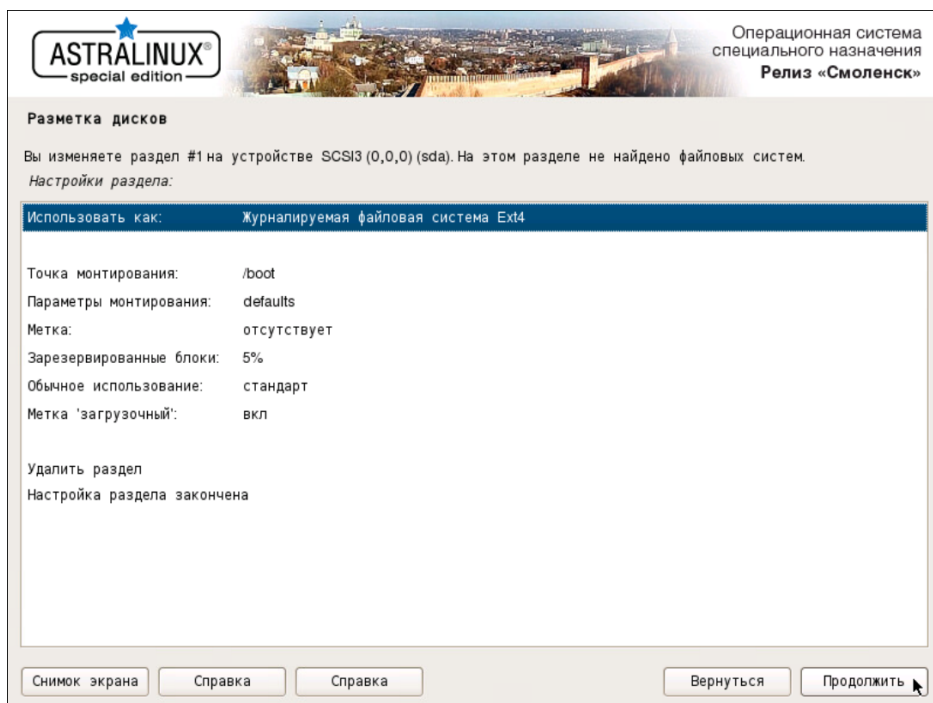 ASTRALINUX®
special edition
Операционная система
специального назначения
Релиз «Смоленск»
Разметка дисков
Вы изменяете раздел #1 на устройстве SCSI3 (0,0,0) (sda). На этом разделе не найдено файловых систем.
Настройки раздела:
Использовать как: Журналируемая файловая система Ext4
Точка монтирования: /boot
Параметры монтирования: defaults
Метка: отсутствует
Зарезервированные блоки: 5%
Обычное использование: стандарт
Метка 'загрузочный': вкл
Удалить раздел
Настройка раздела закончена
Снимок экрана Справка Справка Вернуться Продолжить